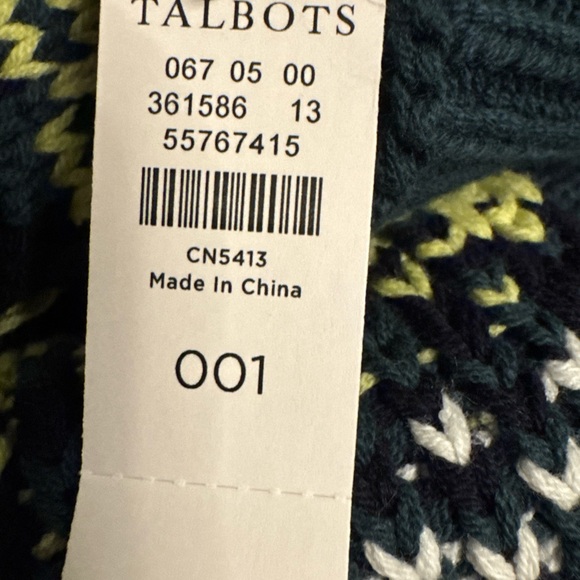 TALBOTS
067 05 00
361586 13
55767415
CN5413
Made In China
001